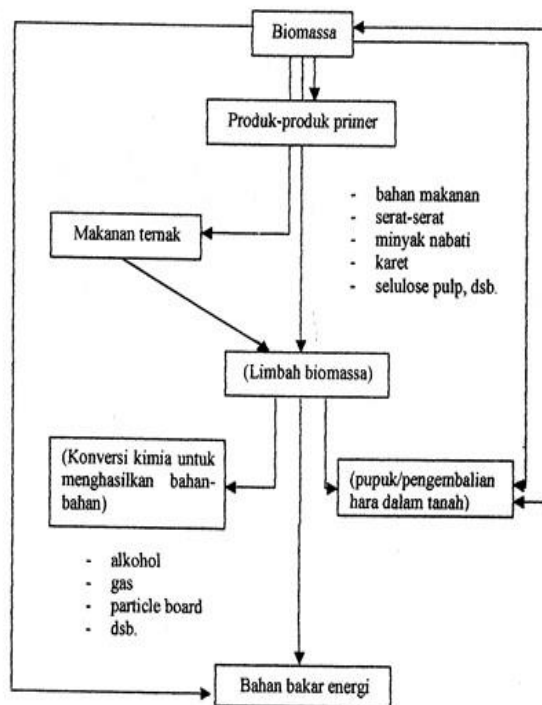 Biomassa
Produk-produk primer
- bahan makanan
- serat-serat
- minyak nabati
- karet
- selulose pulp, dsb.
Makanan ternak
(Limbah biomassa)
(Konversi kimia untuk
menghasilkan bahan-
bahan)
(pupuk/pengembalian
hara dalam tanah)
- alkohol
- gas
- particle board
- dsb.
Bahan bakar energi